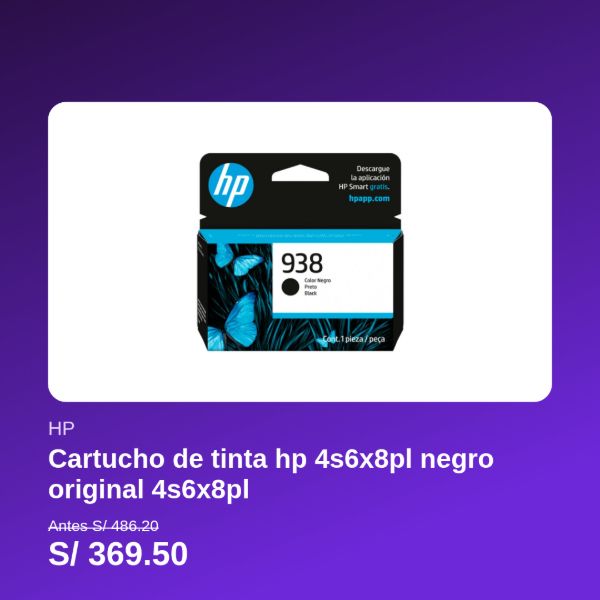 hp
Descargue
la aplicación
HP Smart gratis.
hpapp.com
938
Color Negro
Preto
Black
Cont. 1 pieza / peça
HP
Cartucho de tinta hp 4s6x8pl negro
original 4s6x8pl
Antes S/ 486.20
S/ 369.50